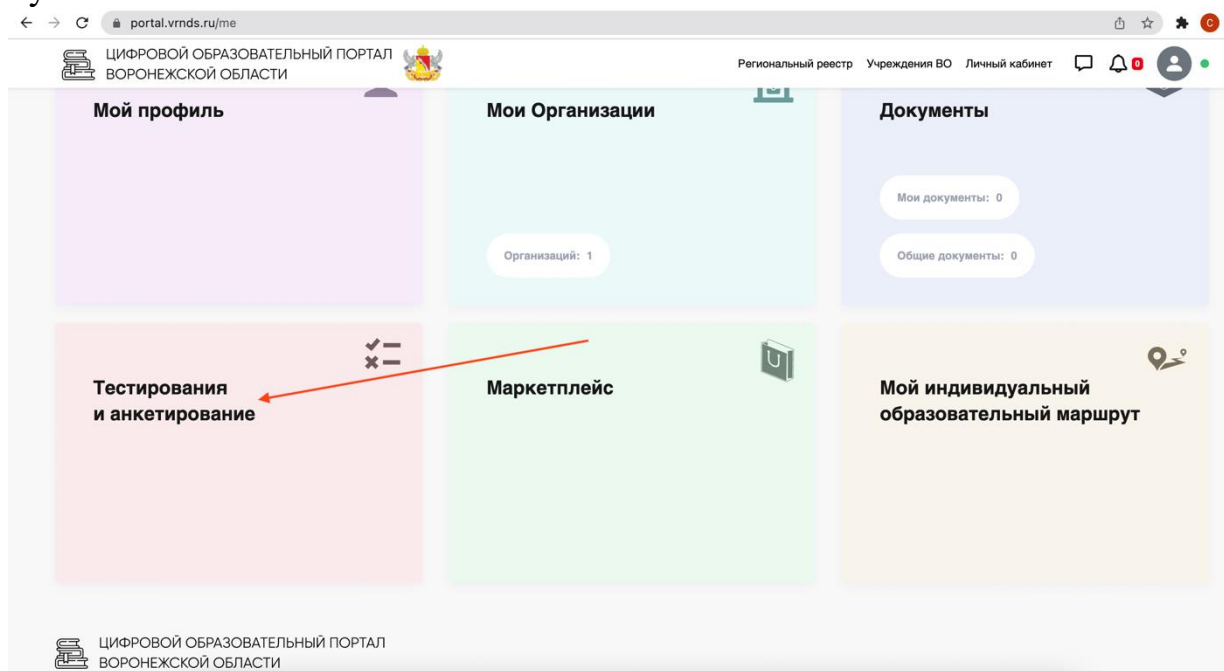 portal.vrnds.ru/me
C
ЦИФРОВОЙ ОБРАЗОВАТЕЛЬНЫЙ ПОРТАЛ
ВОРОНЕЖСКОЙ ОБЛАСТИ
Региональный реестр Учреждения ВО Личный кабинет 0
Мой профиль
Мои Организации
Документы
Мои документы: 0
Организаций: 1
Общие документы: 0
Тестирования
и анкетирование
Маркетплейс
Мой индивидуальный
образовательный маршрут
ЦИФРОВОЙ ОБРАЗОВАТЕЛЬНЫЙ ПОРТАЛ
ВОРОНЕЖСКОЙ ОБЛАСТИ